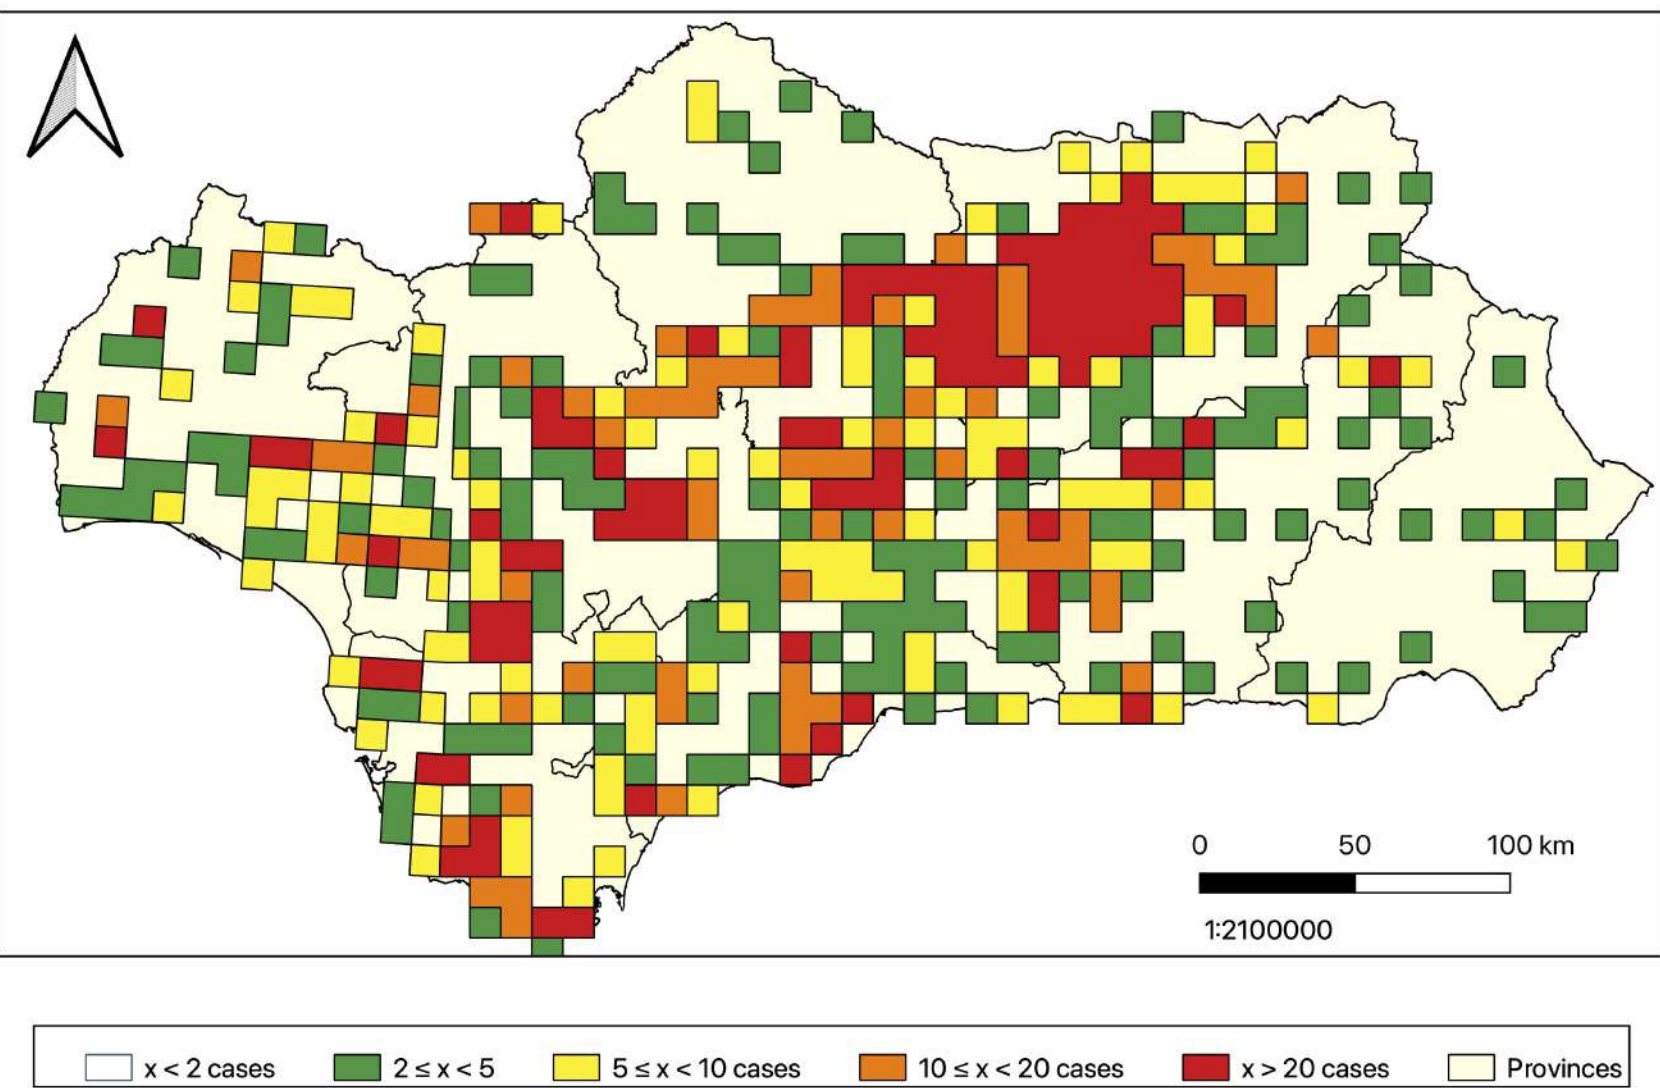 0 50 100 km
1:2100000
x < 2 cases 2 ≤ x < 5 5 ≤ x < 10 cases 10 ≤ x < 20 cases x > 20 cases Provinces